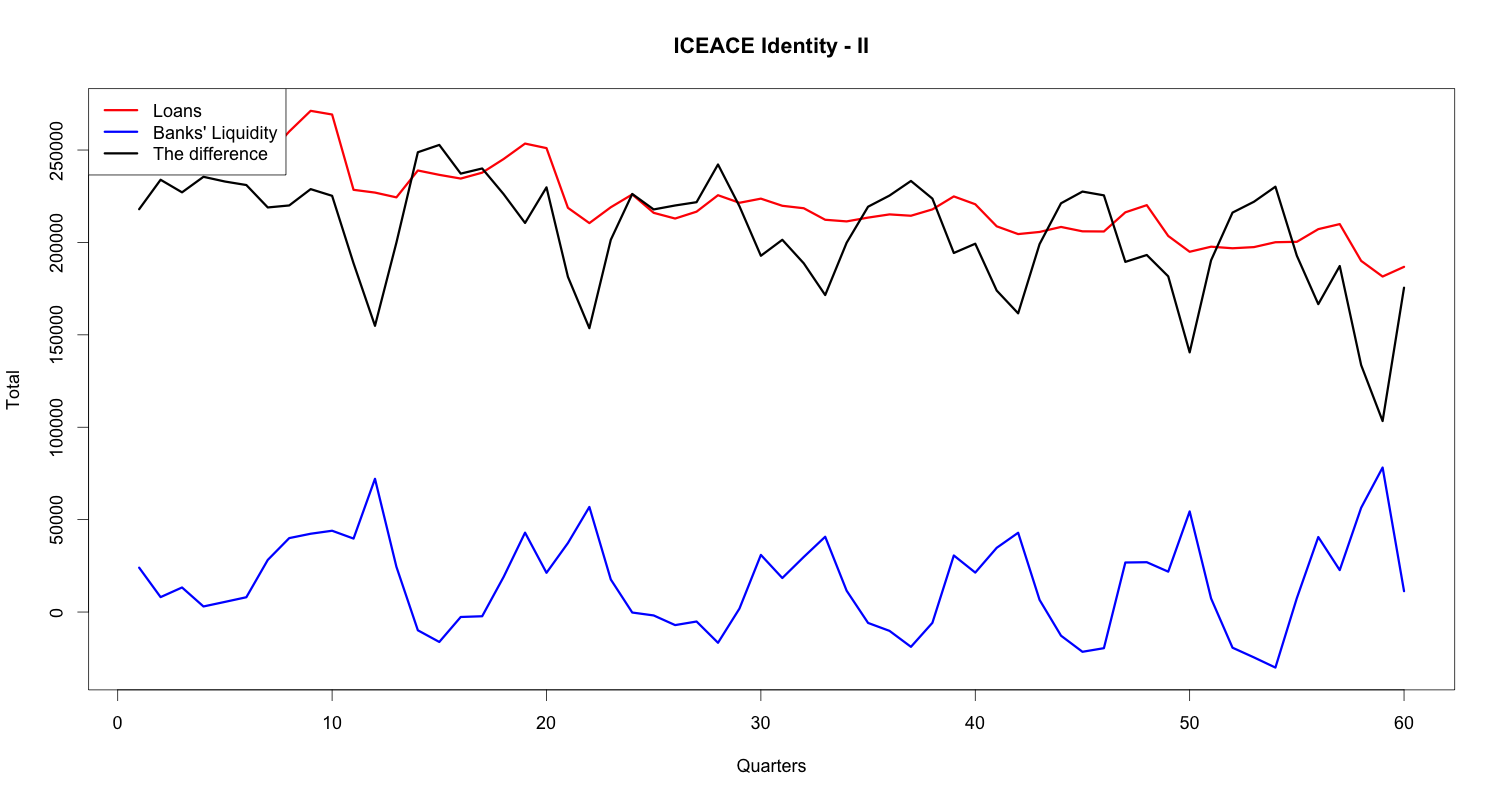 ICEACE Identity - II
Loans
Banks' Liquidity
The difference
Total
250000
200000
150000
100000
50000
0
0 10 20 30 40 50 60
Quarters